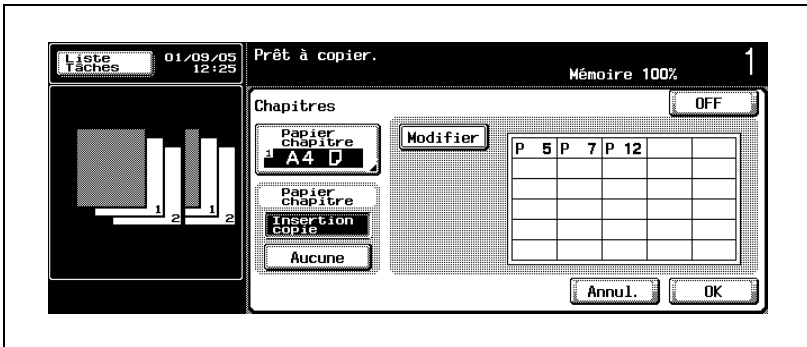 Liste
Tâches
01/09/05
12:25
Prêt à copier.
Mémoire 100%
1
Chapitres
OFF
Papier
chapitre
1 A4
Modifier
P 5 P 7 P 12
Papier
chapitre
Insertion
copie
Aucune
1
2
1
2
Annul.
OK